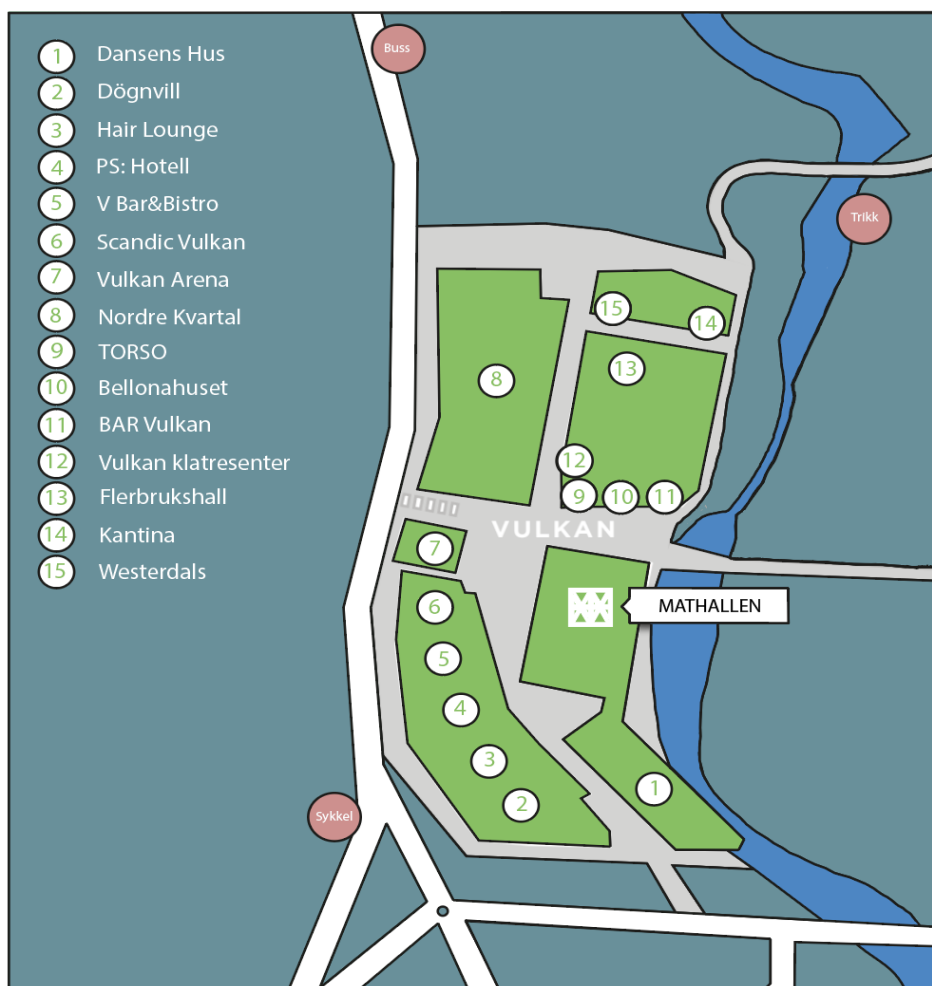 1 Dansens Hus
2 Dögnvill
3 Hair Lounge
4 PS: Hotell
5 V Bar&Bistro
6 Scandic Vulkan
7 Vulkan Arena
8 Nordre Kvartal
9 TORSO
10 Bellonahuset
11 BAR Vulkan
12 Vulkan klatresenter
13 Flerbrukshall
14 Kantina
15 Westerdals
Buss
Trikk
15
14
13
8
12
9 10 11
VULKAN
7
6
MATHALLEN
5
4
3
1
2
Sykkel